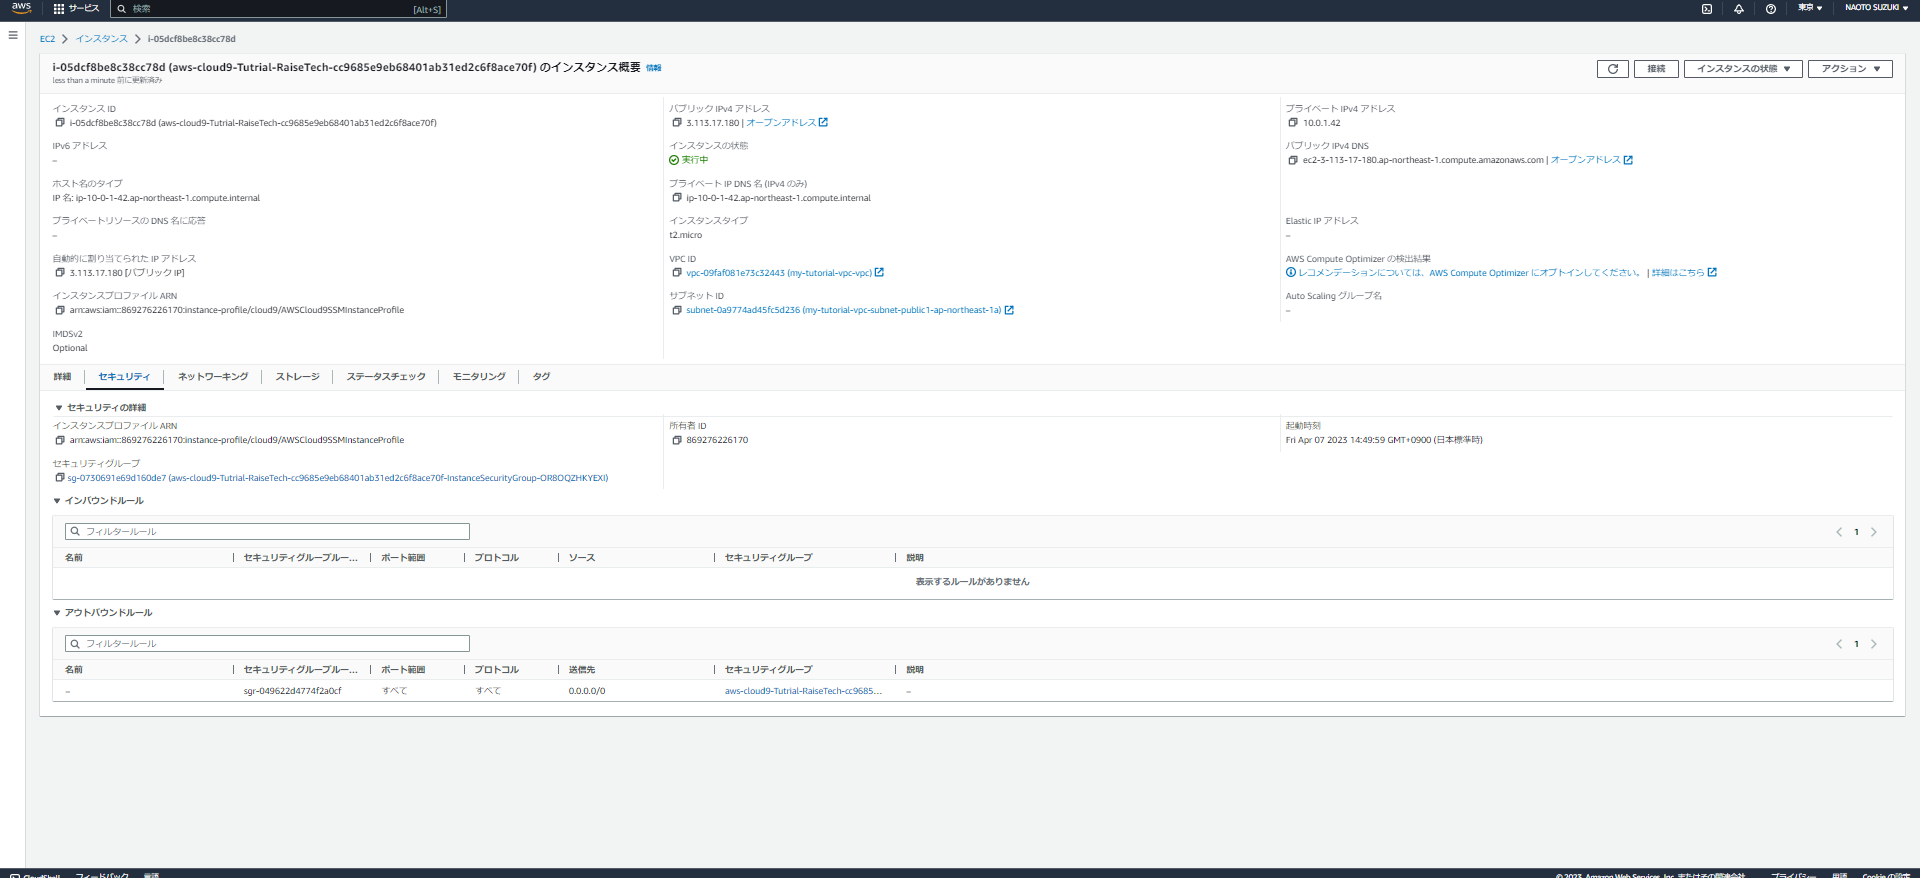 aws サービス 検索 [Alt+S] 東京 NAOTO SUZUKI
EC2 インスタンス i-05dcf8be8c38cc78d
i-05dcf8be8c38cc78d (aws-cloud9-Tutrial-RaiseTech-cc9685e9eb68401ab31ed2c6f8ace70f) のインスタンス概要 情報
less than a minute 前に更新済み
接続 インスタンスの状態 アクション
インスタンス ID
i-05dcf8be8c38cc78d (aws-cloud9-Tutrial-RaiseTech-cc9685e9eb68401ab31ed2c6f8ace70f)
パブリック IPv4 アドレス
3.113.17.180 | オープンアドレス
プライベート IPv4 アドレス
10.0.1.42
IPv6 アドレス
–
インスタンスの状態
実行中
パブリック IPv4 DNS
ec2-3-113-17-180.ap-northeast-1.compute.amazonaws.com | オープンアドレス
ホスト名のタイプ
IP 名: ip-10-0-1-42.ap-northeast-1.compute.internal
プライベート IP DNS 名 (IPv4 のみ)
ip-10-0-1-42.ap-northeast-1.compute.internal
プライベートリソースの DNS 名に応答
–
インスタンスタイプ
t2.micro
Elastic IP アドレス
–
自動的に割り当てられた IP アドレス
3.113.17.180 [パブリック IP]
VPC ID
vpc-09faf081e73c32443 (my-tutorial-vpc-vpc)
AWS Compute Optimizer の検出結果
レコメンデーションについては、AWS Compute Optimizer にオプトインしてください。 | 詳細はこちら
インスタンスプロファイル ARN
arn:aws:iam::869276226170:instance-profile/cloud9/AWSCloud9SSMInstanceProfile
サブネット ID
subnet-0a9774ad45fc5d236 (my-tutorial-vpc-subnet-public1-ap-northeast-1a)
Auto Scaling グループ名
–
IMDSv2
Optional
詳細 セキュリティ ネットワーキング ストレージ ステータスチェック モニタリング タグ
セキュリティの詳細
インスタンスプロファイル ARN
arn:aws:iam::869276226170:instance-profile/cloud9/AWSCloud9SSMInstanceProfile
所有者 ID
869276226170
起動時刻
Fri Apr 07 2023 14:49:59 GMT+0900 (日本標準時)
セキュリティグループ
sg-0730691e69d160de7 (aws-cloud9-Tutrial-RaiseTech-cc9685e9eb68401ab31ed2c6f8ace70f-InstanceSecurityGroup-OR8OQZHKYEXI)
インバウンドルール
フィルタールール 1
名前 セキュリティグループルー... ポート範囲 プロトコル ソース セキュリティグループ 説明
表示するルールがありません
アウトバウンドルール
フィルタールール 1
名前 セキュリティグループルー... ポート範囲 プロトコル 送信先 セキュリティグループ 説明
– sgr-049622d4774f2a0cf すべて すべて 0.0.0.0/0 aws-cloud9-Tutrial-RaiseTech-cc9685... –
CloudShell フィードバック 言語 © 2023, Amazon Web Services, Inc. またはその関連会社 プライバシー 用語 Cookie の設定